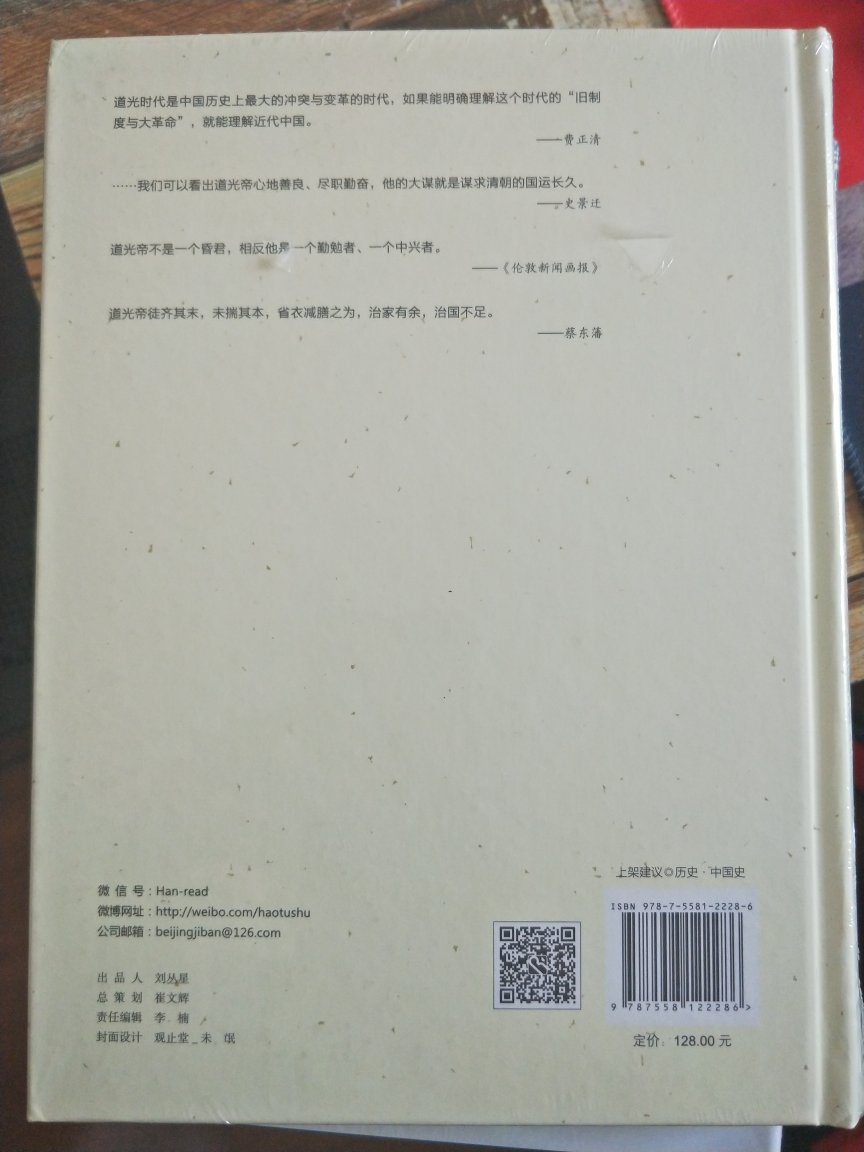 道光时代是中国历史上最大的冲突与变革的时代，如果能明确理解这个时代的“旧制
度与大革命”，就能理解近代中国。
——费正清
……我们可以看出道光帝心地善良、尽职勤奋，他的大谋就是谋求清朝的国运长久。
——史景迁
道光帝不是一个昏君，相反他是一个勤勉者、一个中兴者。
——《伦敦新闻画报》
道光帝徒齐其末，未揣其本，省衣减膳之为，治家有余，治国不足。
——蔡东藩
上架建议◎历史·中国史
微 信 号：Han-read
微博网址：http://weibo.com/haotushu
公司邮箱：beijingjiban@126.com
ISBN 978-7-5581-2228-6
9 787558 122286 >
出 品 人 刘丛星
总 策 划 崔文辉
责任编辑 李 楠
封面设计 观止堂_未 氓
定价：128.00 元